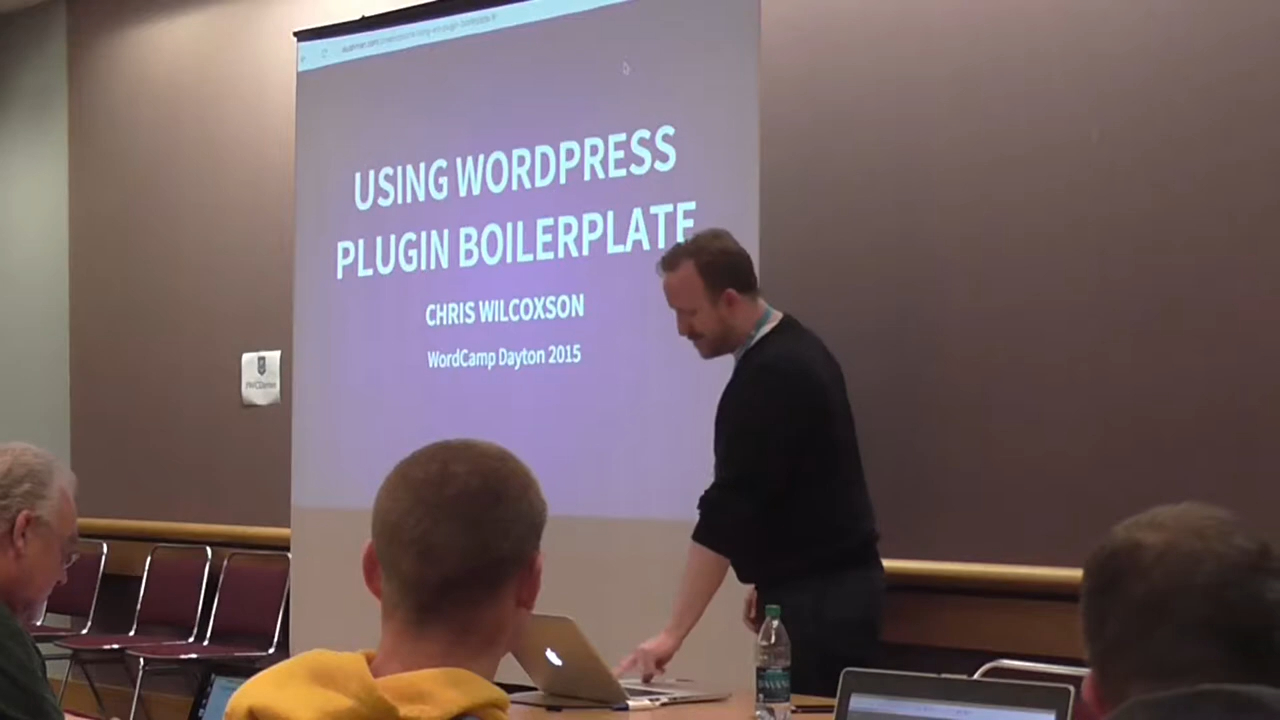 USING WORDPRESS
PLUGIN BOILERPLATE
CHRIS WILCOXSON
WordCamp Dayton 2015